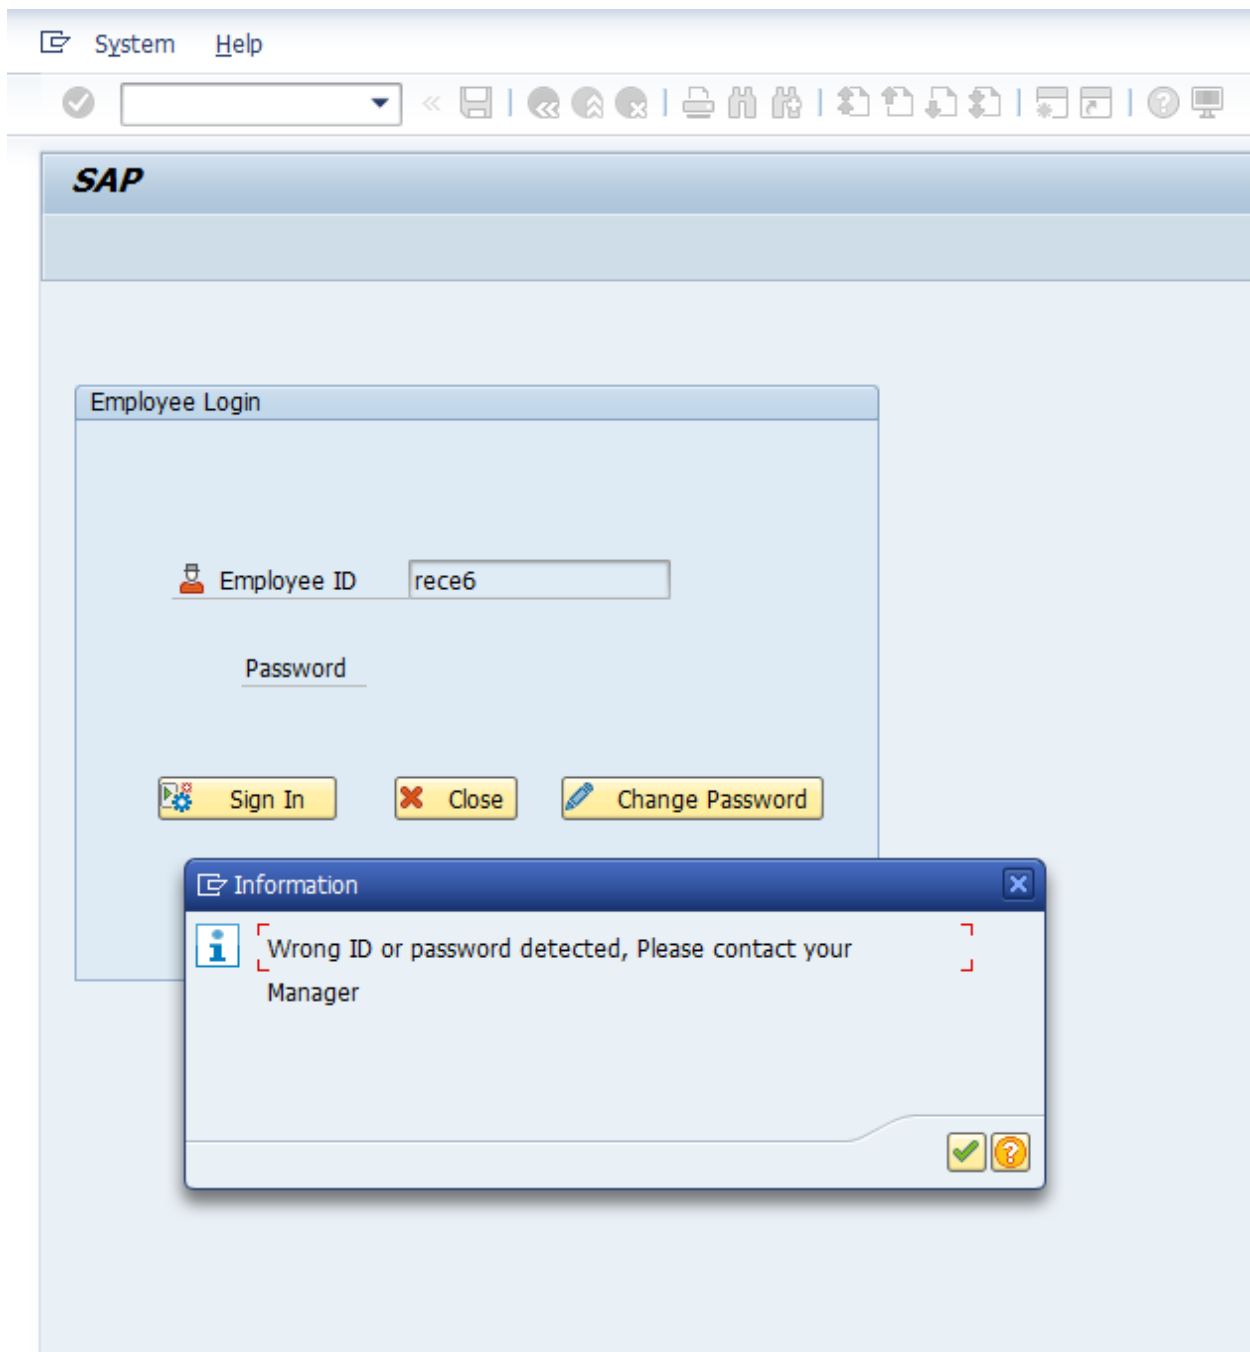 System Help
SAP
Employee Login
Employee ID rece6
Password
Sign In Close Change Password
Information
Wrong ID or password detected, Please contact your
Manager